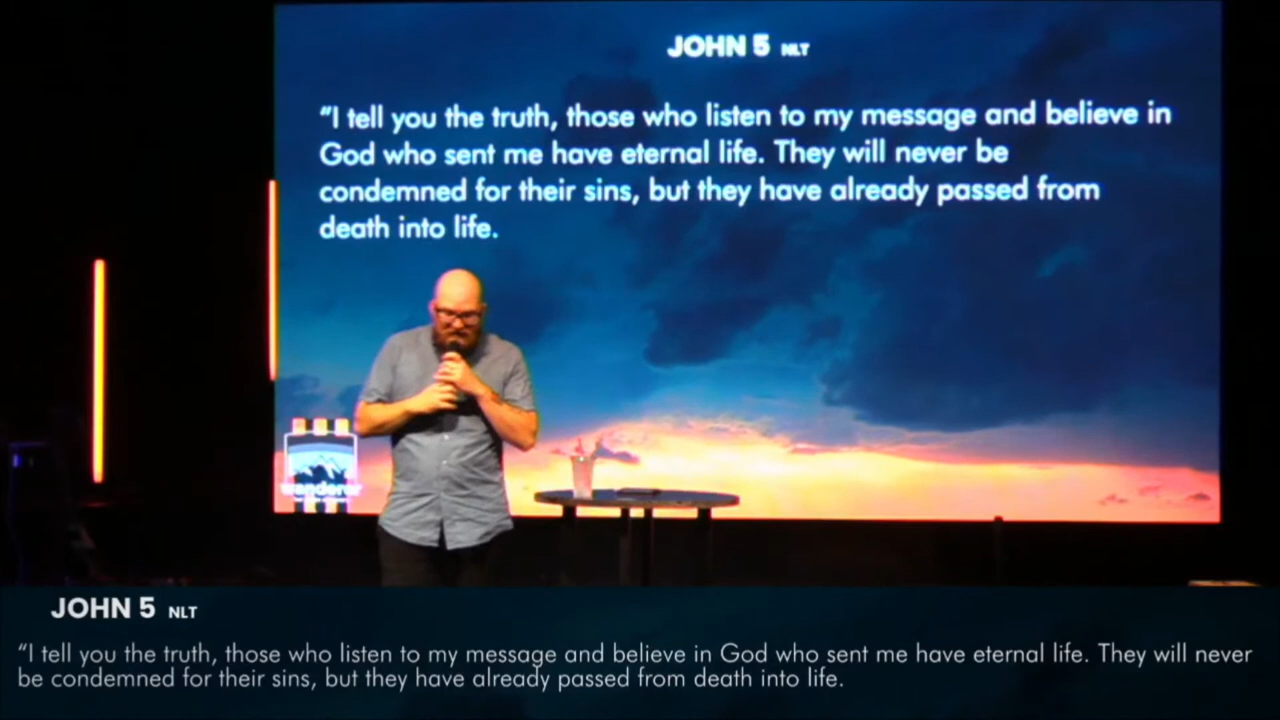 JOHN 5 NLT
“I tell you the truth, those who listen to my message and believe in
God who sent me have eternal life. They will never be
condemned for their sins, but they have already passed from
death into life.
wanderer
JOHN 5 NLT
“I tell you the truth, those who listen to my message and believe in God who sent me have eternal life. They will never
be condemned for their sins, but they have already passed from death into life.